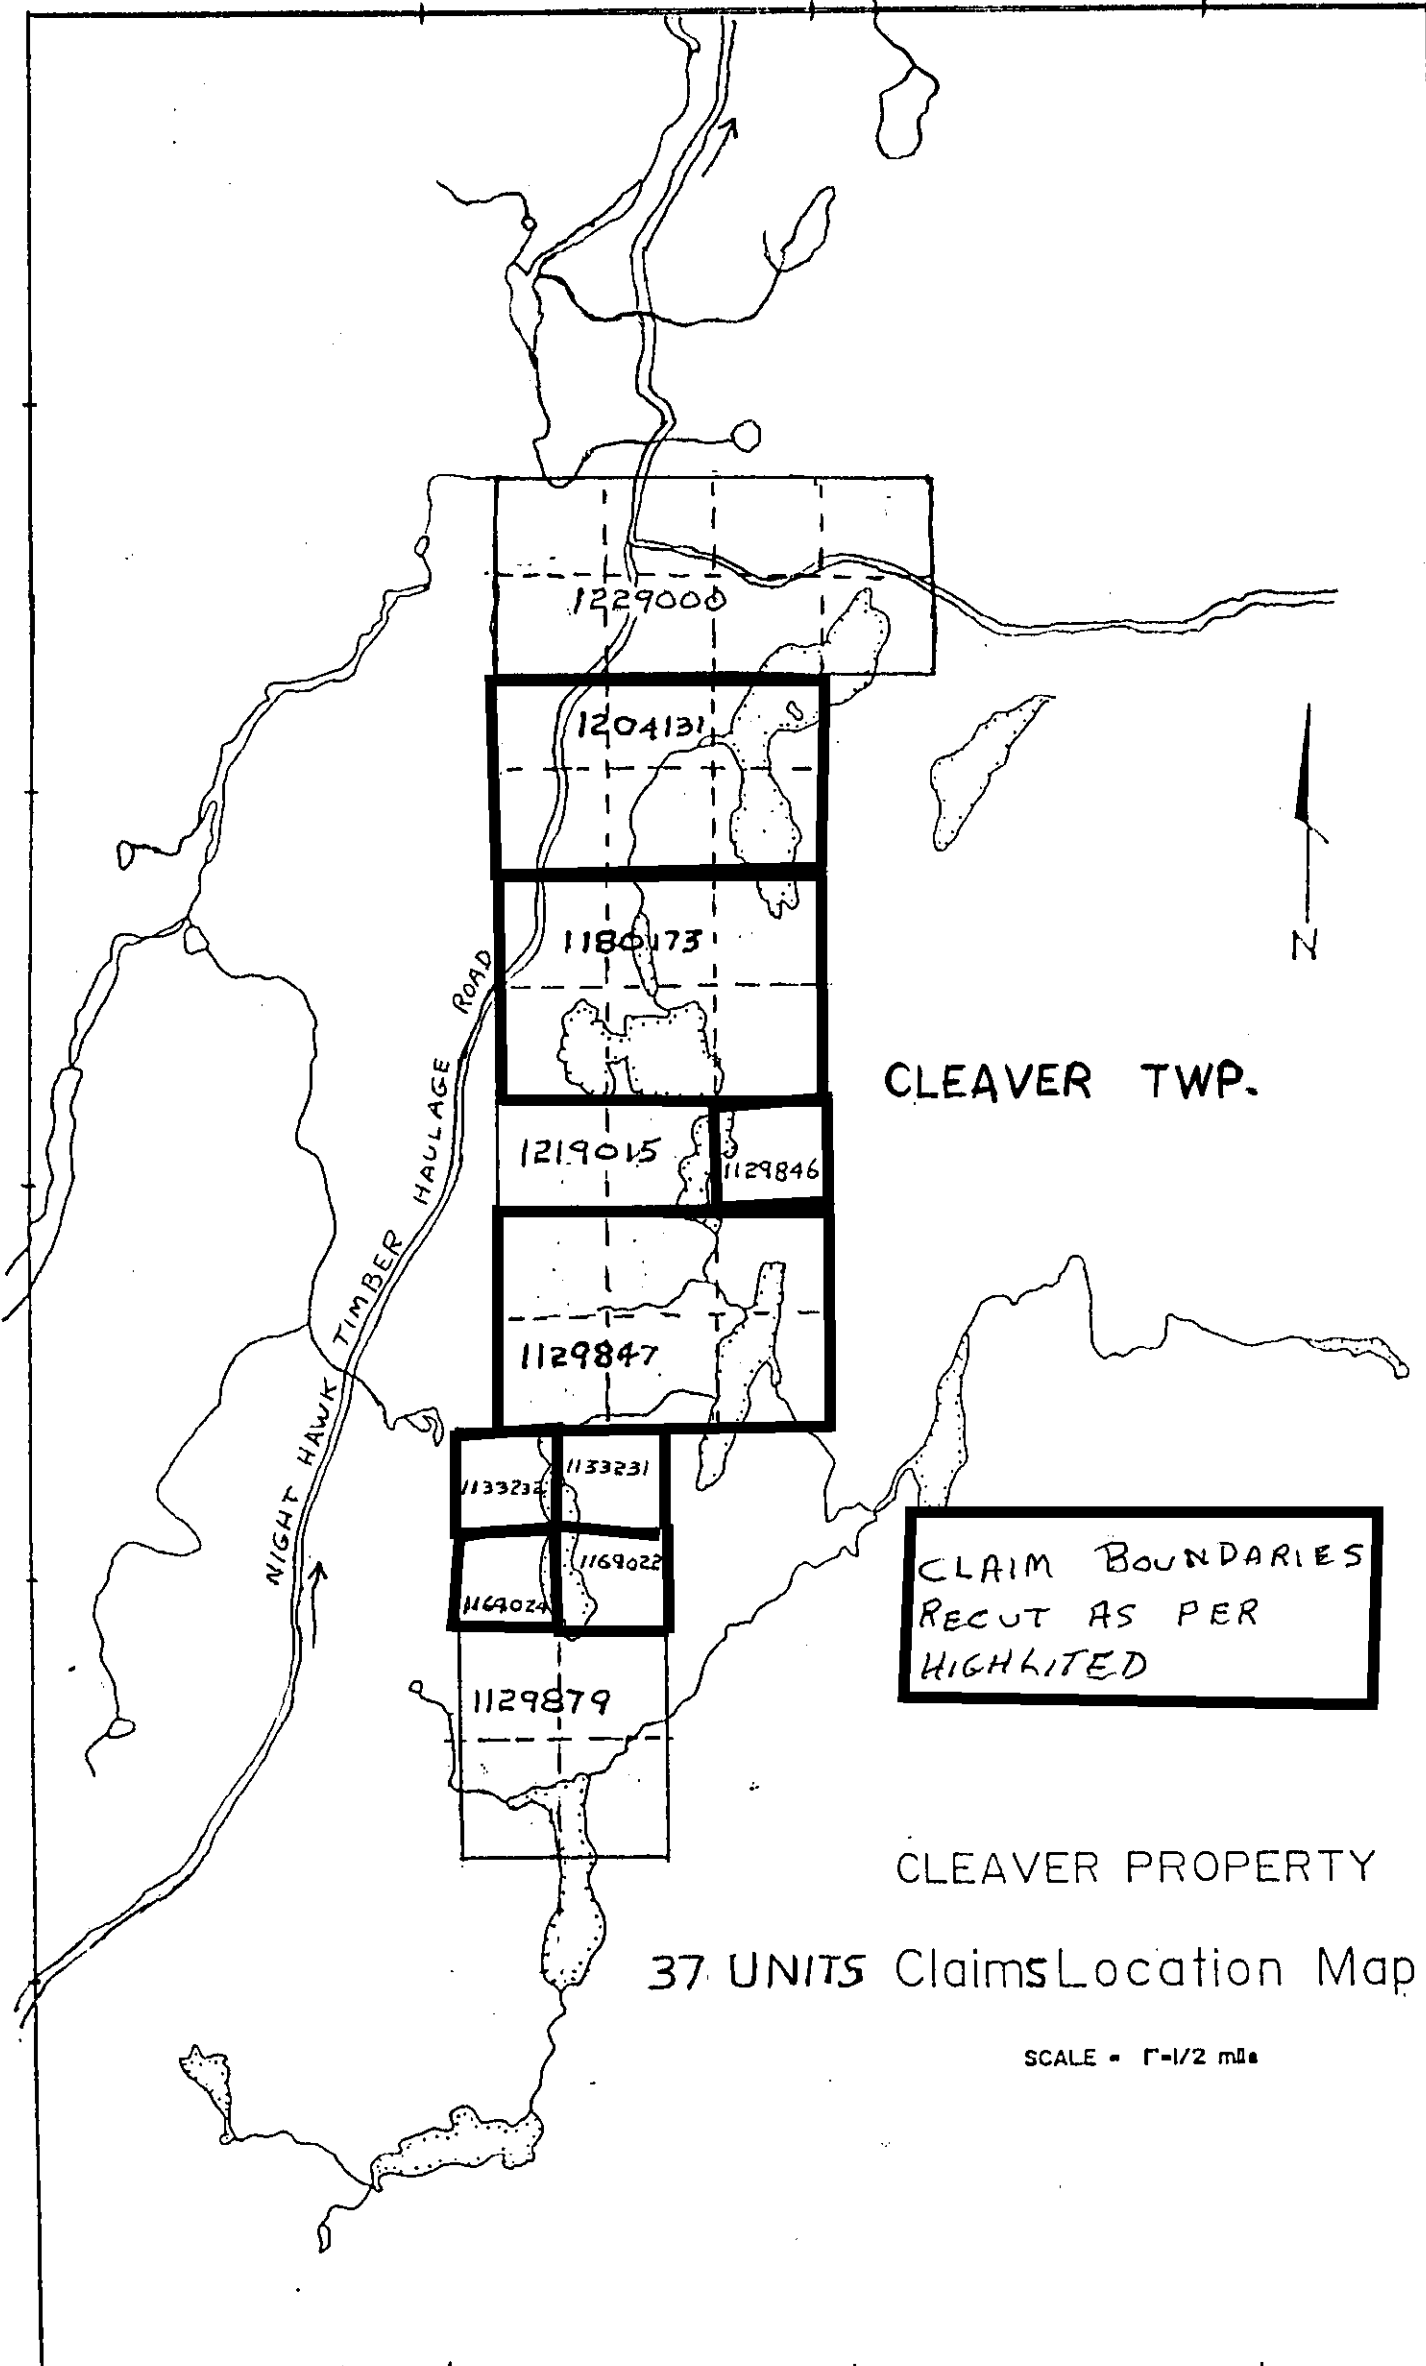 1229000
1204131
1180173
NIGHT HAWK TIMBER HAULAGE ROAD
N
CLEAVER TWP.
1219015
1129846
1129847
1133232
1133231
1169022
1169024
CLAIM BOUNDARIES
RECUT AS PER
HIGHLITED
1129879
CLEAVER PROPERTY
37 UNITS Claims Location Map
SCALE - 1"-1/2 mile